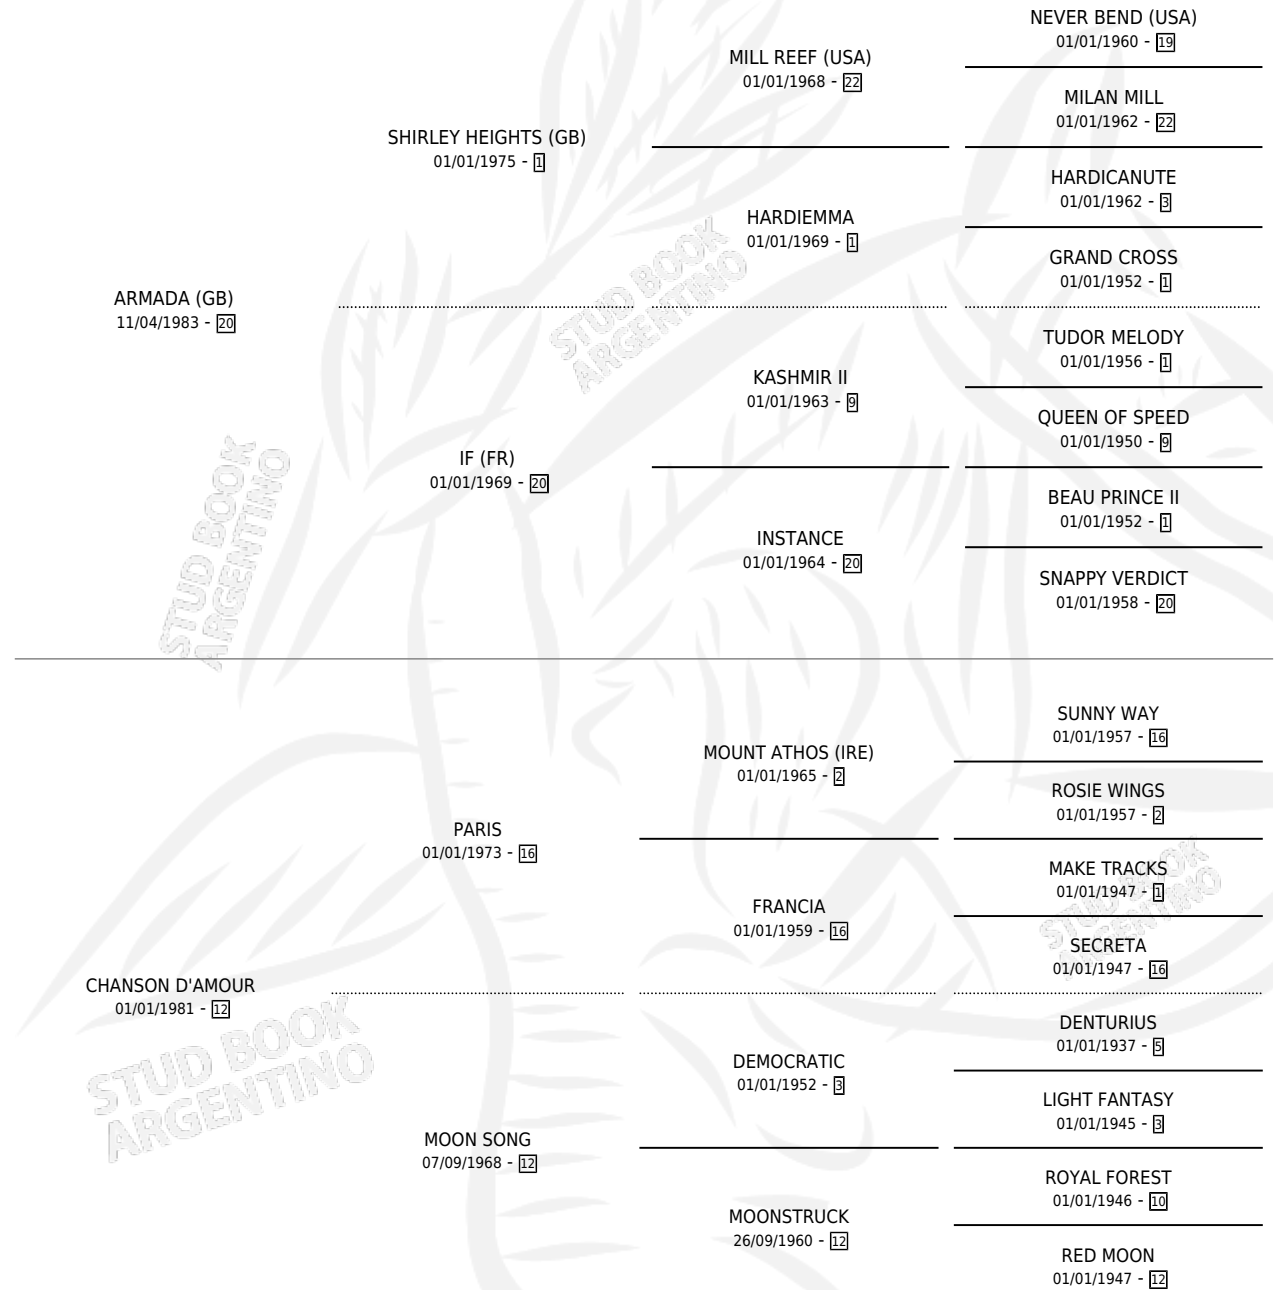 NEVER BEND (USA)
01/01/1960 - 19
MILL REEF (USA)
01/01/1968 - 22
MILAN MILL
01/01/1962 - 22
SHIRLEY HEIGHTS (GB)
01/01/1975 - 1
HARDICANUTE
01/01/1962 - 3
HARDIEMMA
01/01/1969 - 1
GRAND CROSS
01/01/1952 - 1
ARMADA (GB)
11/04/1983 - 20
STUD BOOK
ARGENTINO
TUDOR MELODY
01/01/1956 - 1
KASHMIR II
01/01/1963 - 9
QUEEN OF SPEED
01/01/1950 - 9
IF (FR)
01/01/1969 - 20
STUD BOOK
ARGENTINO
BEAU PRINCE II
01/01/1952 - 1
INSTANCE
01/01/1964 - 20
SNAPPY VERDICT
01/01/1958 - 20
SUNNY WAY
01/01/1957 - 16
MOUNT ATHOS (IRE)
01/01/1965 - 2
ROSIE WINGS
01/01/1957 - 2
PARIS
01/01/1973 - 16
MAKE TRACKS
01/01/1947 - 1
STUD BOOK
ARGENTINO
FRANCIA
01/01/1959 - 16
SECRETA
01/01/1947 - 16
CHANSON D'AMOUR
01/01/1981 - 12
STUD BOOK
ARGENTINO
DENTURIUS
01/01/1937 - 5
DEMOCRATIC
01/01/1952 - 3
LIGHT FANTASY
01/01/1945 - 3
MOON SONG
07/09/1968 - 12
ROYAL FOREST
01/01/1946 - 10
MOONSTRUCK
26/09/1960 - 12
RED MOON
01/01/1947 - 12